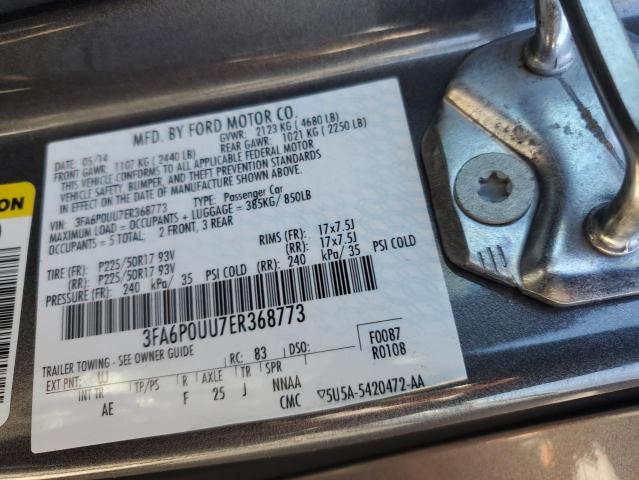 MFD. BY FORD MOTOR CO.
DATE: 05/14 GVWR: 2123 KG ( 4680 LB)
FRONT GAWR: 1107 KG ( 2440 LB) REAR GAWR: 1021 KG ( 2250 LB)
THIS VEHICLE CONFORMS TO ALL APPLICABLE FEDERAL MOTOR
VEHICLE SAFETY, BUMPER, AND THEFT PREVENTION STANDARDS
IN EFFECT ON THE DATE OF MANUFACTURE SHOWN ABOVE.
VIN: 3FA6P0UU7ER368773 TYPE: Passenger Car
MAXIMUM LOAD = OCCUPANTS + LUGGAGE = 385KG/ 850LB
OCCUPANTS = 5 TOTAL: 2 FRONT, 3 REAR
TIRE (FR): P225/50R17 93V RIMS (FR): 17x7.5J
(RR): P225/50R17 93V (RR): 17x7.5J
PRESSURE (FR): 240 kPa/ 35 PSI COLD (RR): 240 kPa/ 35 PSI COLD
3FA6P0UU7ER368773
TRAILER TOWING - SEE OWNER GUIDE
EXT PNT: UJ RC: 83 DSO: F0087
INT TR TP/PS R AXLE TR SPR R0108
AE F 25 J NNAA
CMC 5U5A-5420472-AA
ION